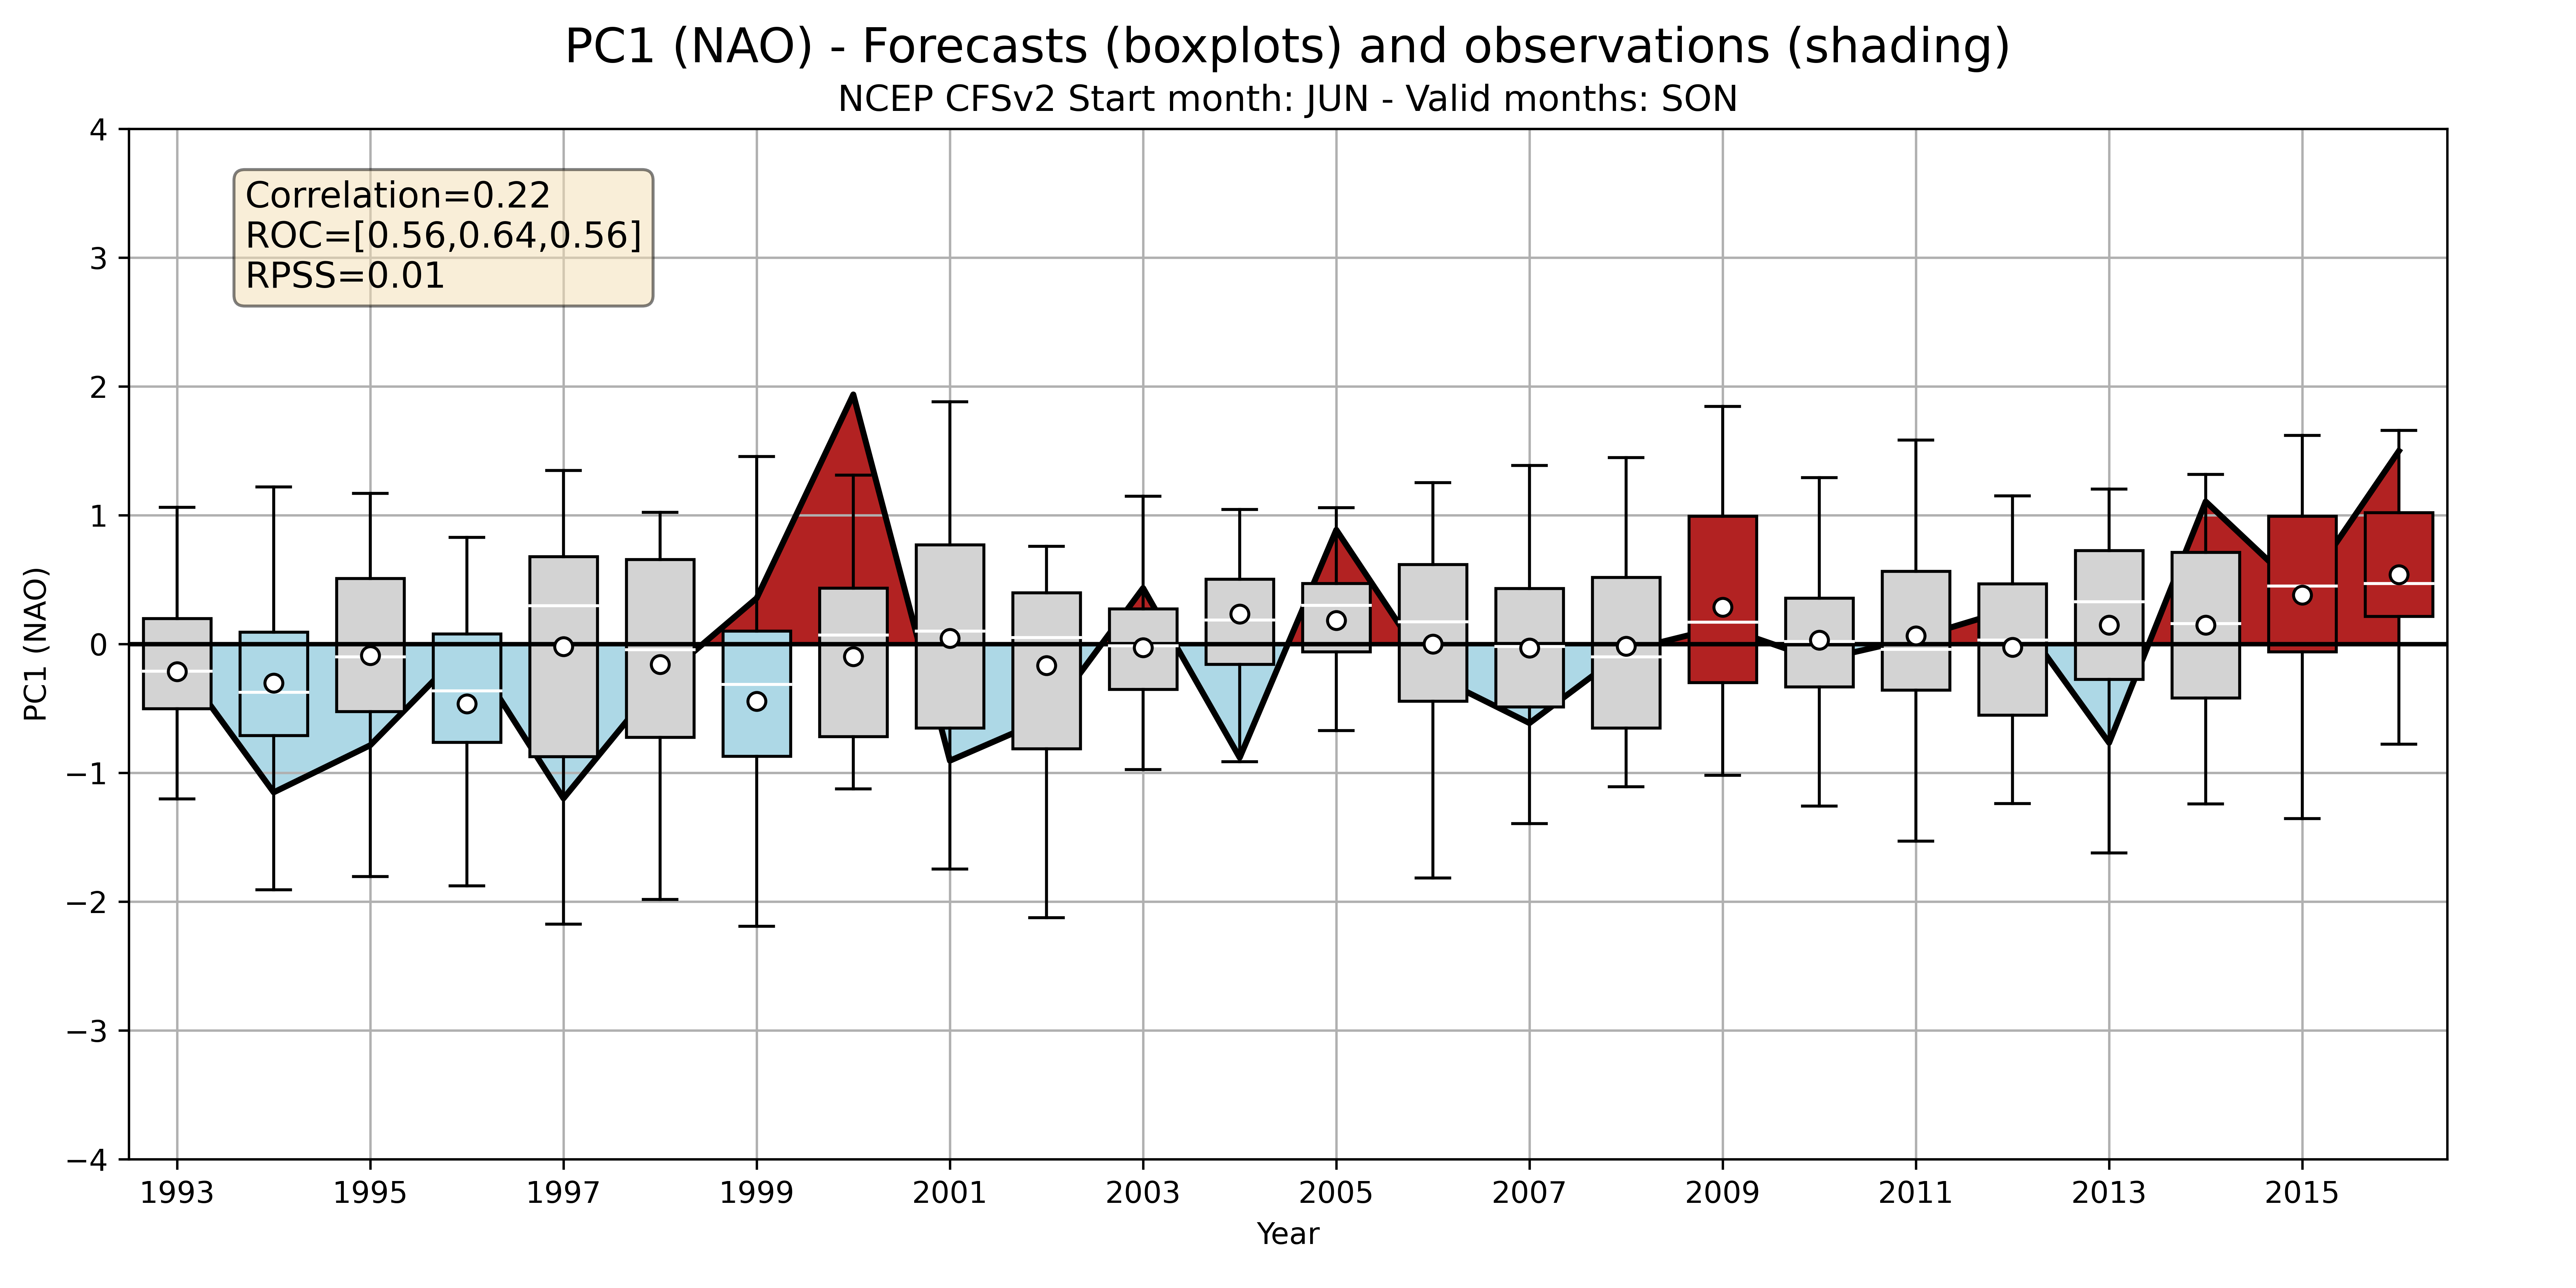 PC1 (NAO) - Forecasts (boxplots) and observations (shading)
NCEP CFSv2 Start month: JUN - Valid months: SON
Correlation=0.22
ROC=[0.56,0.64,0.56]
RPSS=0.01
PC1 (NAO)
4
3
2
1
0
−1
−2
−3
−4
1993 1995 1997 1999 2001 2003 2005 2007 2009 2011 2013 2015
Year